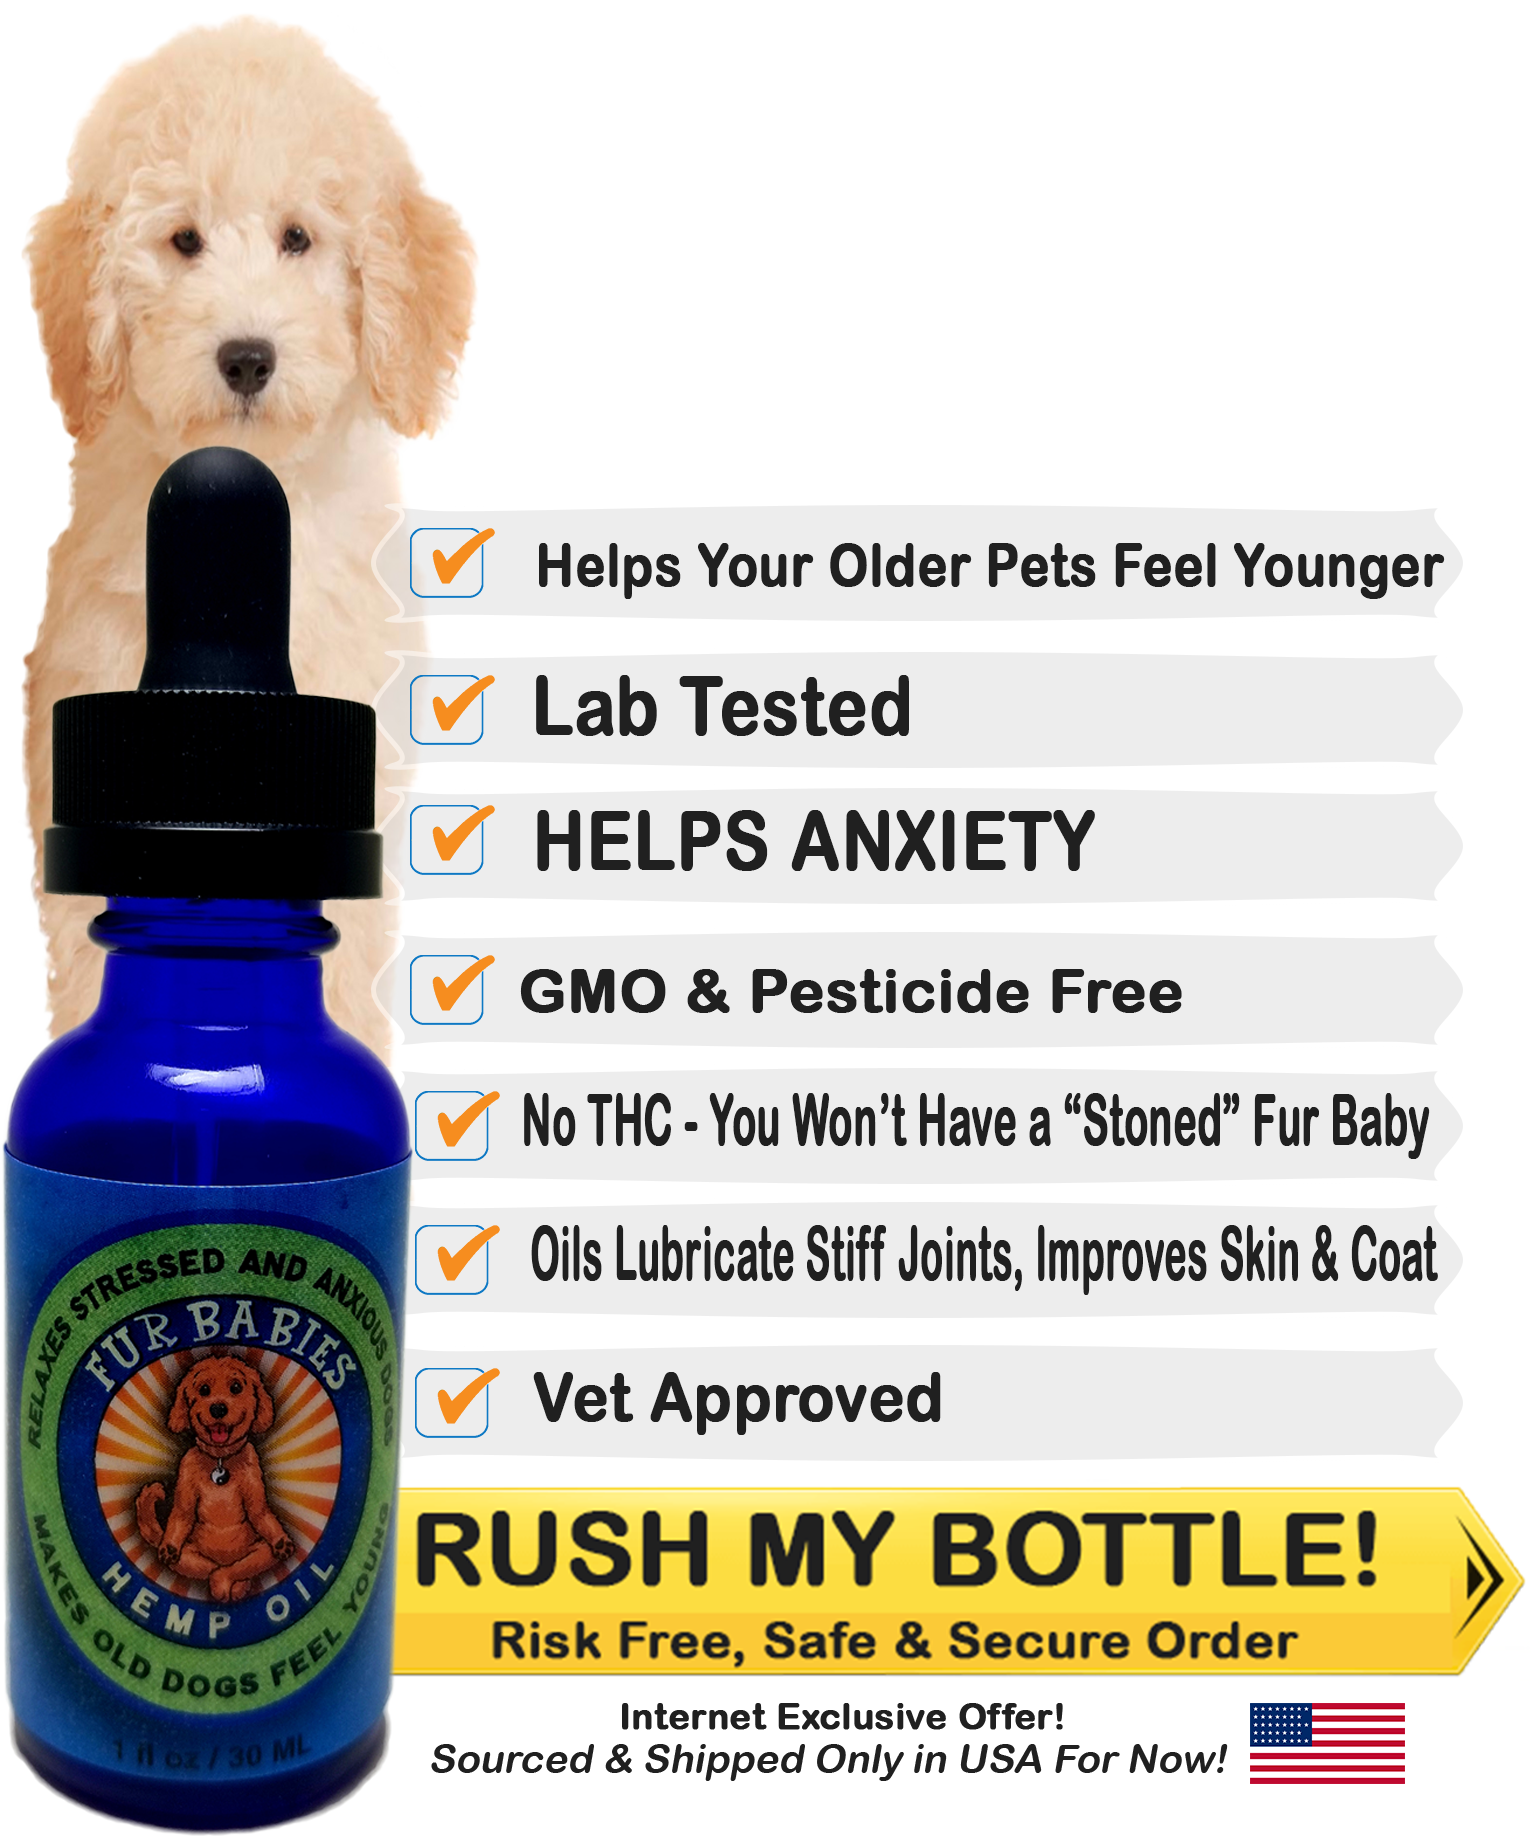 Helps Your Older Pets Feel Younger
Lab Tested
HELPS ANXIETY
GMO & Pesticide Free
No THC - You Won’t Have a “Stoned” Fur Baby
Oils Lubricate Stiff Joints, Improves Skin & Coat
Vet Approved
RUSH MY BOTTLE!
Risk Free, Safe & Secure Order
Internet Exclusive Offer!
Sourced & Shipped Only in USA For Now!
RELAXES STRESSED AND ANXIOUS DOGS
FUR BABIES
HEMP OIL
MAKES OLD DOGS FEEL YOUNG
1 fl oz / 30 ML